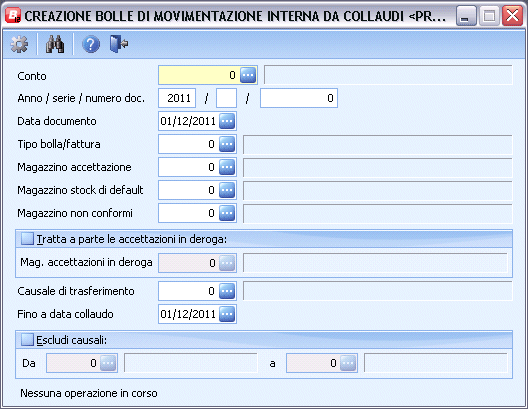 CREAZIONE BOLLE DI MOVIMENTAZIONE INTERNA DA COLLAUDI <PR...
Conto 0
Anno / serie / numero doc. 2011 / / 0
Data documento 01/12/2011
Tipo bolla/fattura 0
Magazzino accettazione 0
Magazzino stock di default 0
Magazzino non conformi 0
Tratta a parte le accettazioni in deroga:
Mag. accettazioni in deroga 0
Causale di trasferimento 0
Fino a data collaudo 01/12/2011
Escludi causali:
Da 0 a 0
Nessuna operazione in corso